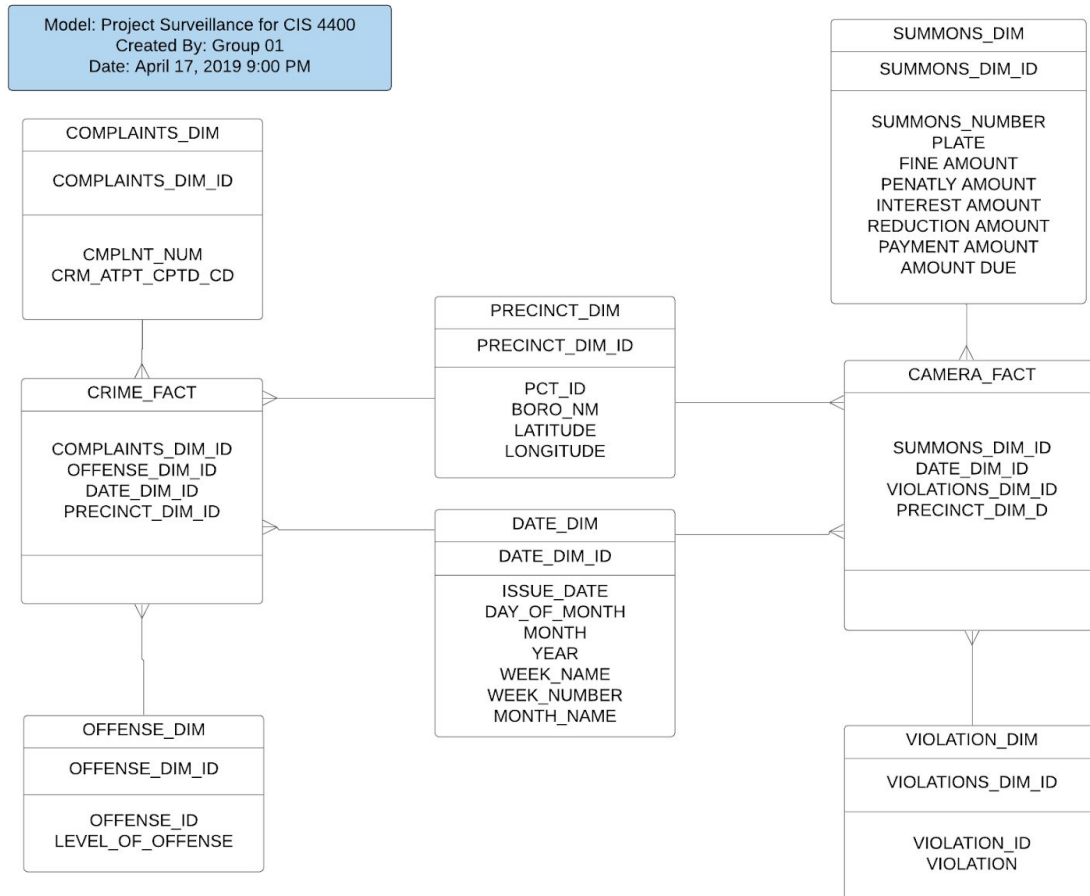 Model: Project Surveillance for CIS 4400
Created By: Group 01
Date: April 17, 2019 9:00 PM
COMPLAINTS_DIM
COMPLAINTS_DIM_ID
CMPLNT_NUM
CRM_ATPT_CPTD_CD
CRIME_FACT
COMPLAINTS_DIM_ID
OFFENSE_DIM_ID
DATE_DIM_ID
PRECINCT_DIM_ID
OFFENSE_DIM
OFFENSE_DIM_ID
OFFENSE_ID
LEVEL_OF_OFFENSE
PRECINCT_DIM
PRECINCT_DIM_ID
PCT_ID
BORO_NM
LATITUDE
LONGITUDE
DATE_DIM
DATE_DIM_ID
ISSUE_DATE
DAY_OF_MONTH
MONTH
YEAR
WEEK_NAME
WEEK_NUMBER
MONTH_NAME
SUMMONS_DIM
SUMMONS_DIM_ID
SUMMONS_NUMBER
PLATE
FINE AMOUNT
PENATLY AMOUNT
INTEREST AMOUNT
REDUCTION AMOUNT
PAYMENT AMOUNT
AMOUNT DUE
CAMERA_FACT
SUMMONS_DIM_ID
DATE_DIM_ID
VIOLATIONS_DIM_ID
PRECINCT_DIM_D
VIOLATION_DIM
VIOLATIONS_DIM_ID
VIOLATION_ID
VIOLATION